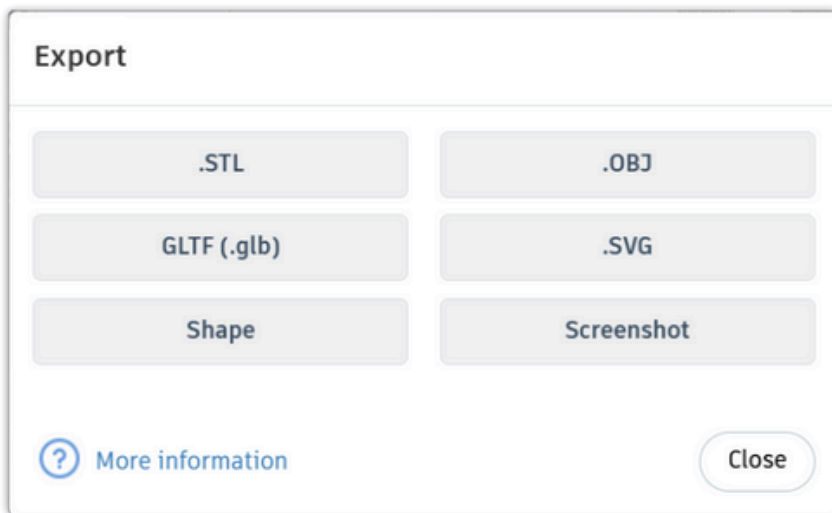 Export
.STL
.OBJ
GLTF (.glb)
.SVG
Shape
Screenshot
? More information
Close